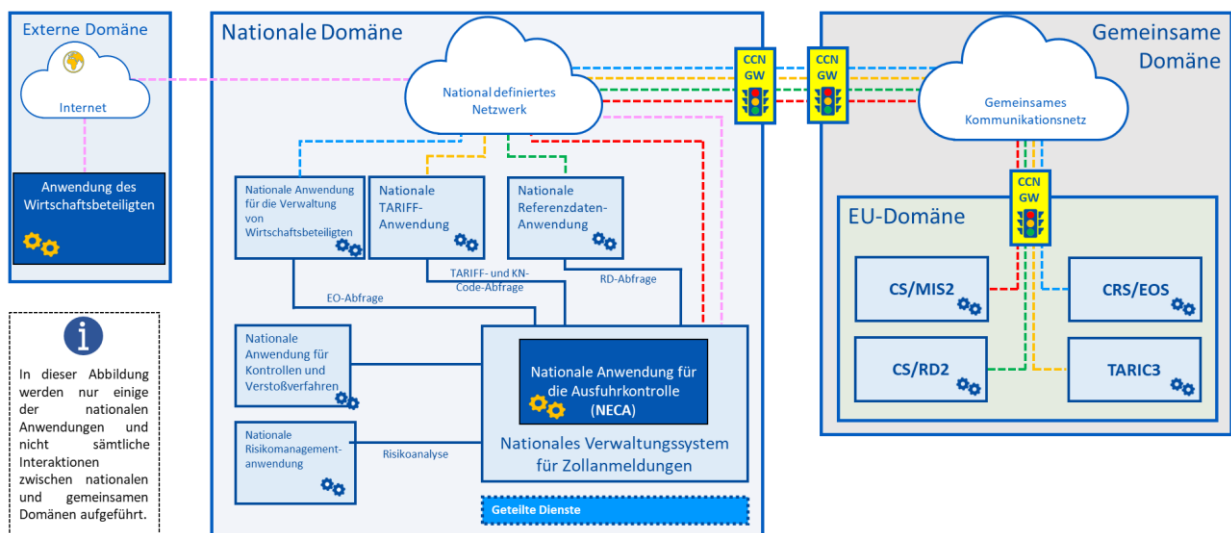 Externe Domäne
Internet
Anwendung des
Wirtschaftsbeteiligten
i
In dieser Abbildung
werden nur einige
der nationalen
Anwendungen und
nicht sämtliche
Interaktionen
zwischen nationalen
und gemeinsamen
Domänen aufgeführt.
Nationale Domäne
National definiertes
Netzwerk
CCN
GW
CCN
GW
Nationale Anwendung
für die Verwaltung
von
Wirtschaftsbeteiligten
Nationale
TARIFF-
Anwendung
Nationale
Referenzdaten-
Anwendung
EO-Abfrage
TARIFF- und KN-
Code-Abfrage
RD-Abfrage
Nationale
Anwendung für
Kontrollen und
Verstoßverfahren
Nationale
Risikomanagement-
anwendung
Risikoanalyse
Nationale Anwendung für
die Ausfuhrkontrolle
(NECA)
Nationales Verwaltungssystem
für Zollanmeldungen
Geteilte Dienste
Gemeinsame
Domäne
Gemeinsames
Kommunikationsnetz
CCN
GW
EU-Domäne
CS/MIS2
CRS/EOS
CS/RD2
TARIC3